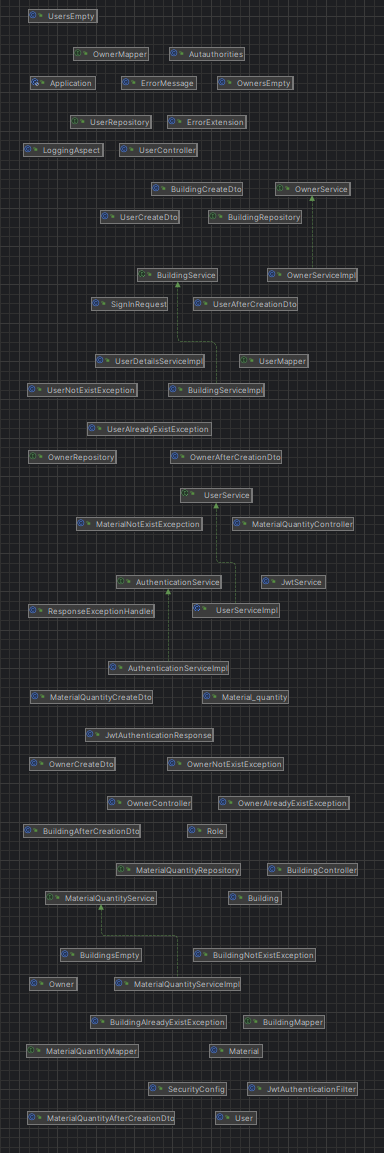 UsersEmpty
OwnerMapper Autauthorities
Application ErrorMessage OwnersEmpty
UserRepository ErrorExtension
LoggingAspect UserController
BuildingCreateDto OwnerService
UserCreateDto BuildingRepository
BuildingService OwnerServiceImpl
SignInRequest UserAfterCreationDto
UserDetailsServiceImpl UserMapper
UserNotExistException BuildingServiceImpl
UserAlreadyExistException
OwnerRepository OwnerAfterCreationDto
UserService
MaterialNotExistExcepction MaterialQuantityController
AuthenticationService JwtService
ResponseExceptionHandler UserServiceImpl
AuthenticationServiceImpl
MaterialQuantityCreateDto Material_quantity
JwtAuthenticationResponse
OwnerCreateDto OwnerNotExistException
OwnerController OwnerAlreadyExistException
BuildingAfterCreationDto Role
MaterialQuantityRepository BuildingController
MaterialQuantityService Building
BuildingsEmpty BuildingNotExistException
Owner MaterialQuantityServiceImpl
BuildingAlreadyExistException BuildingMapper
MaterialQuantityMapper Material
SecurityConfig JwtAuthenticationFilter
MaterialQuantityAfterCreationDto User